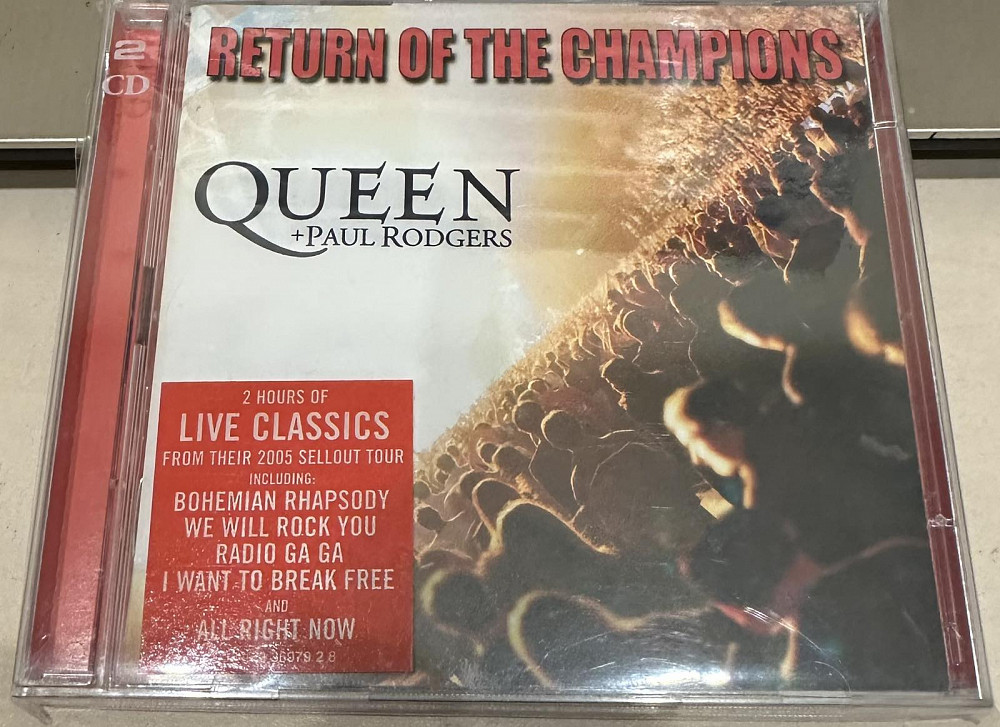 2
CD
RETURN OF THE CHAMPIONS
QUEEN
+PAUL RODGERS
2 HOURS OF
LIVE CLASSICS
FROM THEIR 2005 SELLOUT TOUR
INCLUDING:
BOHEMIAN RHAPSODY
WE WILL ROCK YOU
RADIO GA GA
I WANT TO BREAK FREE
AND
ALL RIGHT NOW